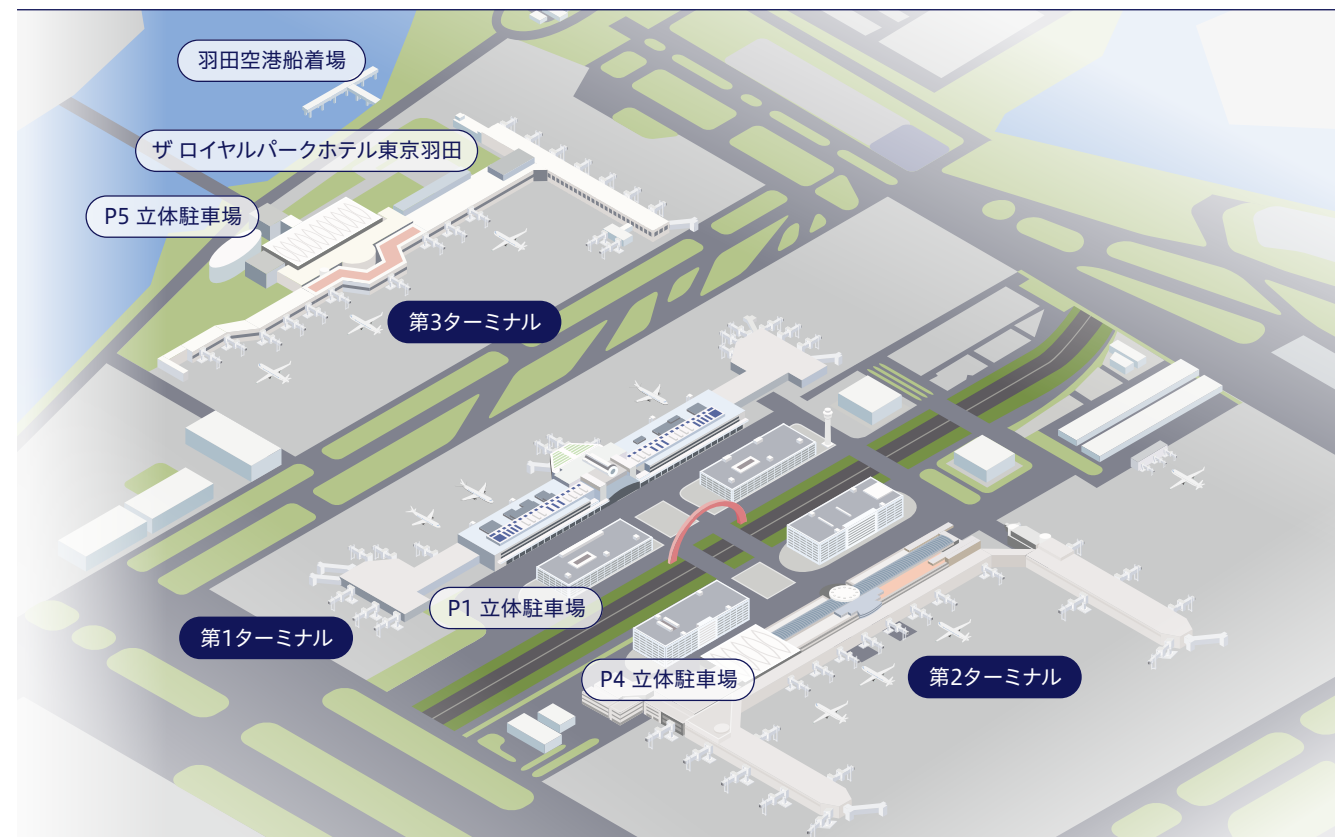 羽田空港船着場
ザ ロイヤルパークホテル東京羽田
P5 立体駐車場
第3ターミナル
P1 立体駐車場
第1ターミナル
P4 立体駐車場
第2ターミナル